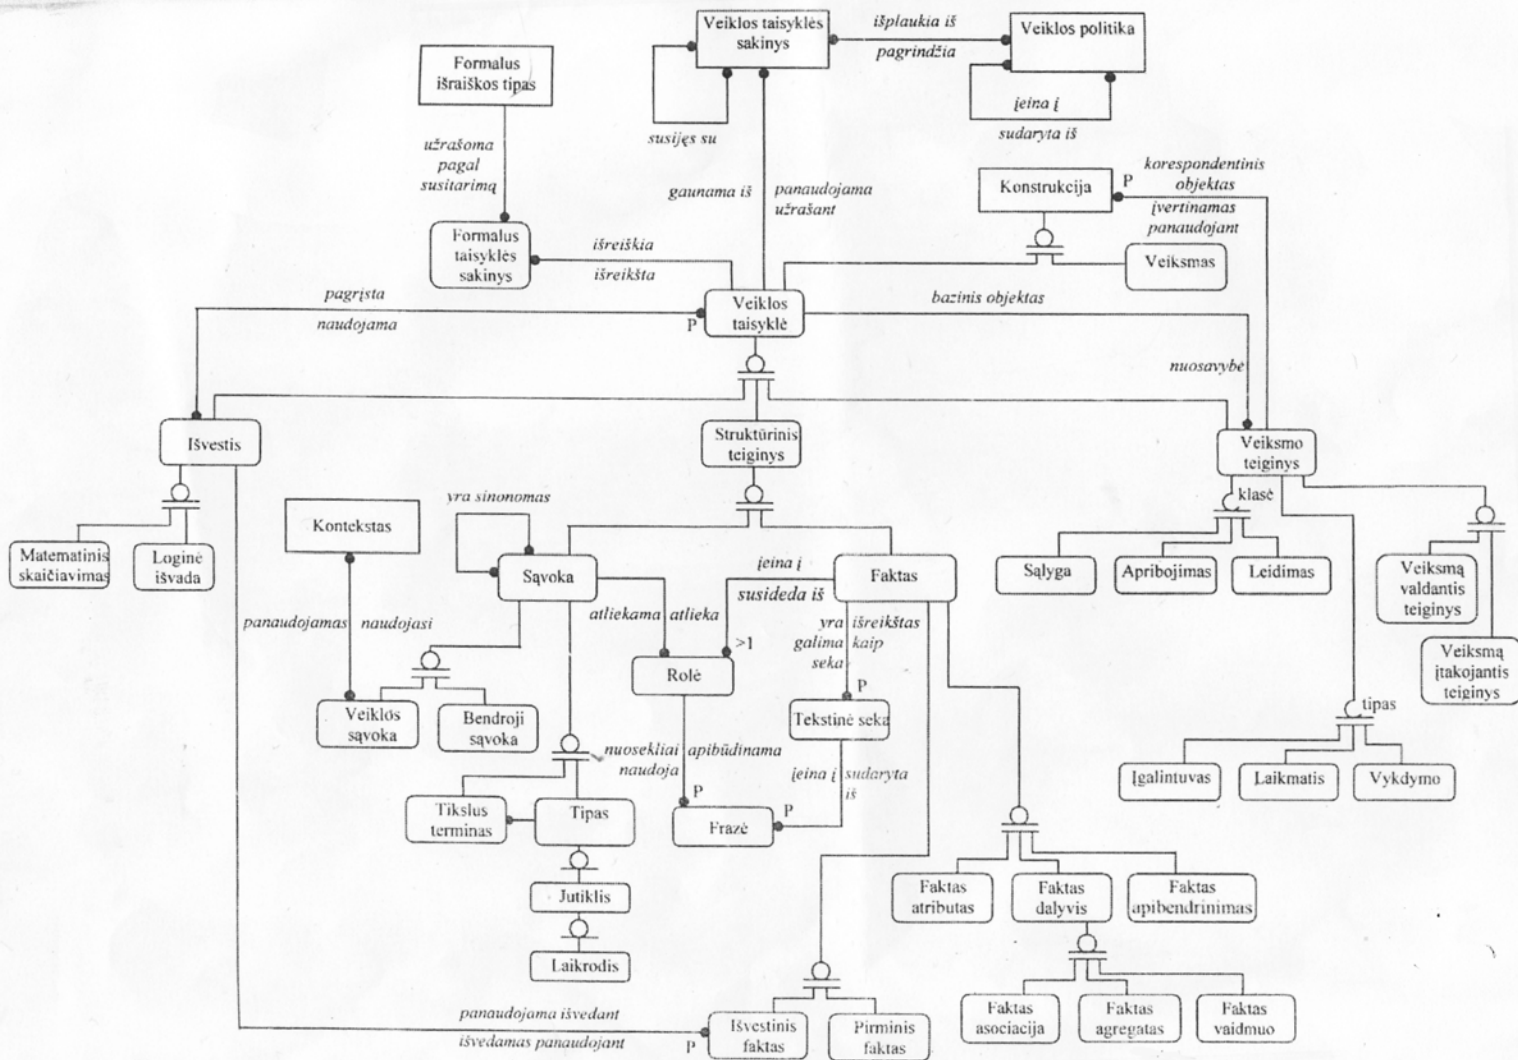 Veiklos taisyklės
sakinys
išplaukia iš
pagrindžia
Veiklos politika
Formalus
išraiškos tipas
susijęs su
įeina į
sudaryta iš
užrašoma
pagal
susitarimą
gaunama iš
panaudojama
užrašant
Konstrukcija
P
korespondentinis
objektas
įvertinamas
panaudojant
Formalus
taisyklės
sakinys
išreiškia
išreikšta
Veiksmas
pagrįsta
naudojama
P
Veiklos
taisyklė
bazinis objektas
nuosavybė
Išvestis
Struktūrinis
teiginys
Veiksmo
teiginys
klasė
yra sinonomas
Kontekstas
Matematinis
skaičiavimas
Loginė
išvada
Sąvoka
įeina į
susideda iš
Faktas
Sąlyga
Apribojimas
Leidimas
Veiksmą
valdantis
teiginys
panaudojamas
naudojasi
atliekama
atlieka
>1
yra
galima
seka
išreikštas
kaip
P
Rolė
Veiksmą
įtakojantis
teiginys
Veiklos
sąvoka
Bendroji
sąvoka
Tekstinė seka
tipas
nuosekliai
naudoja
apibūdinama
įeina į
sudaryta
iš
Įgalintuvas
Laikmatis
Vykdymo
Tikslus
terminas
Tipas
P
Frazė
P
Jutiklis
Faktas
atributas
Faktas
dalyvis
Faktas
apibendrinimas
Laikrodis
panaudojama išvedant
išvedamas panaudojant
P
Išvestinis
faktas
Pirminis
faktas
Faktas
asociacija
Faktas
agregatas
Faktas
vaidmuo